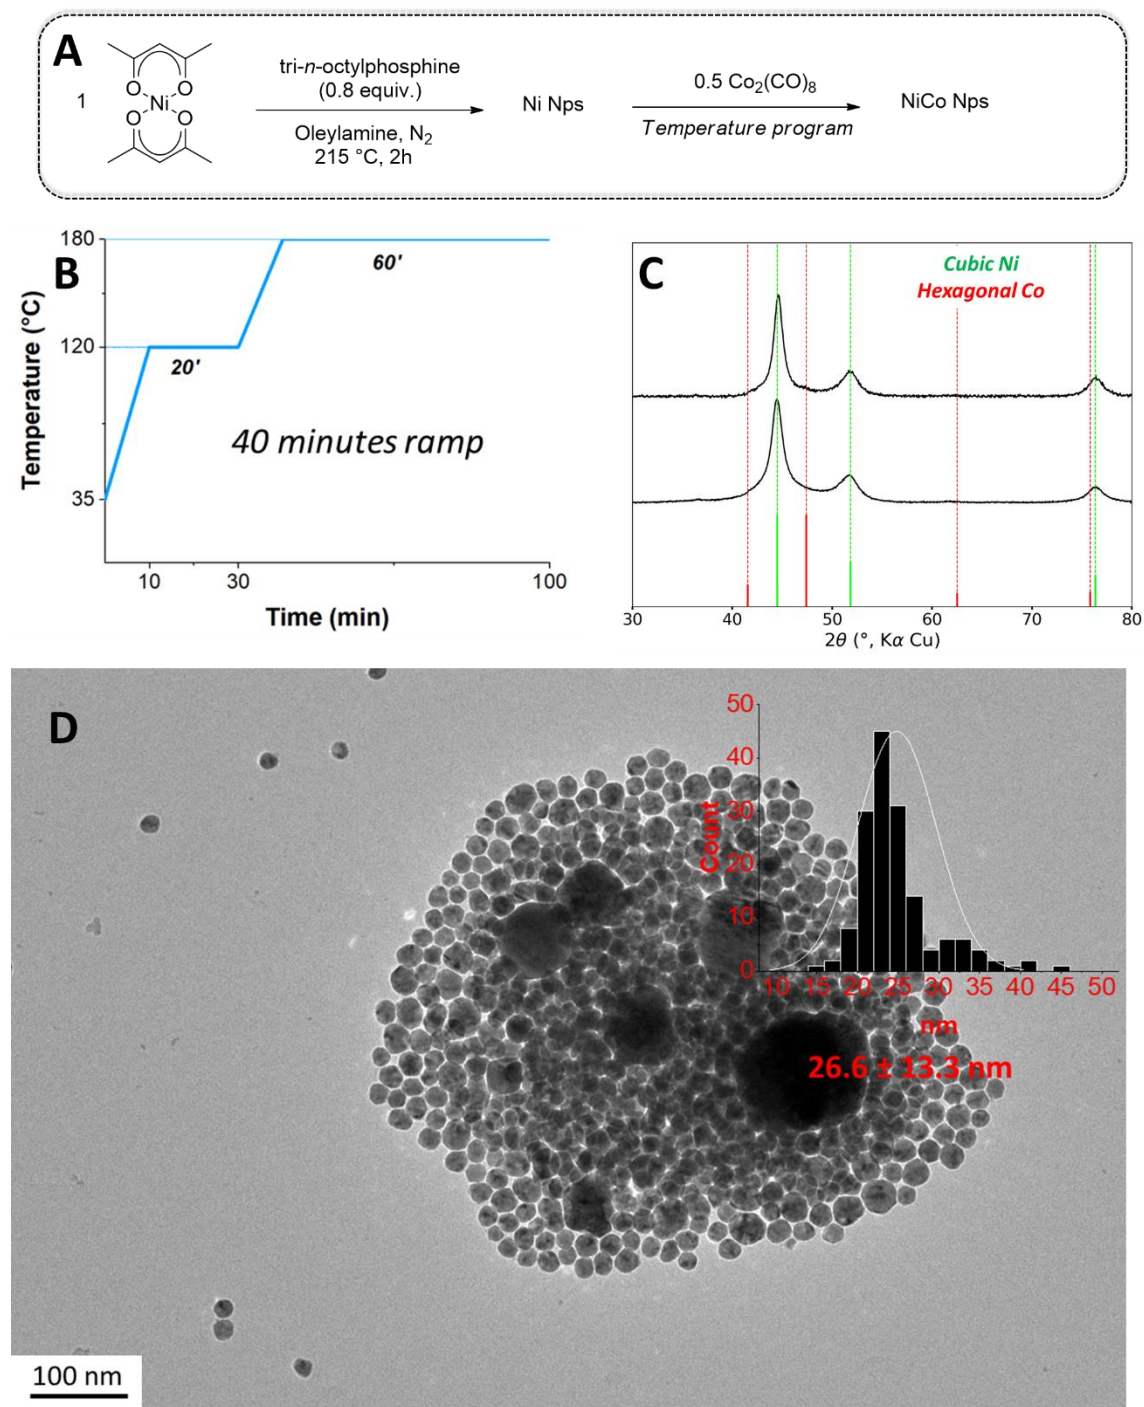 A
1
O
O
Ni
O
O
tri-n-octylphosphine
(0.8 equiv.)
Oleylamine, N2
215 °C, 2h
Ni Nps
0.5 Co2(CO)8
Temperature program
NiCo Nps
B
180
120
35
60'
20'
40 minutes ramp
10
30
100
Temperature (°C)
Time (min)
C
Cubic Ni
Hexagonal Co
30
40
50
60
70
80
2θ (°, Kα Cu)
D
50
40
30
20
10
0
Count
10
15
20
25
30
35
40
45
50
nm
26.6 ± 13.3 nm
100 nm